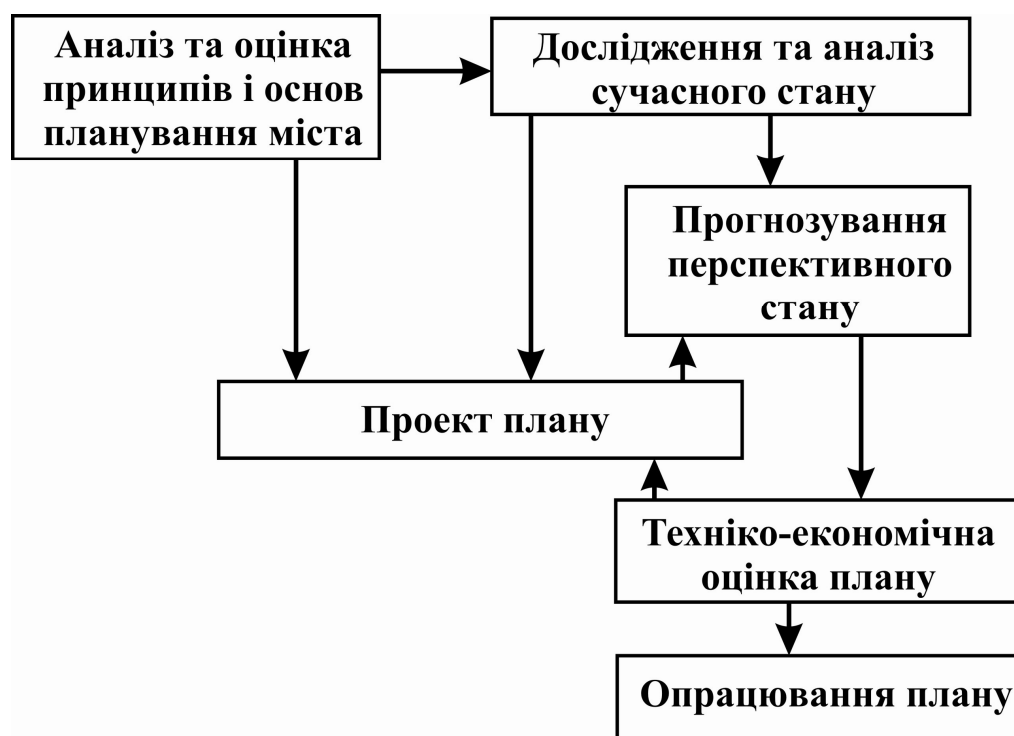 Аналіз та оцінка
принципів і основ
планування міста
Дослідження та аналіз
сучасного стану
Прогнозування
перспективного
стану
Проект плану
Техніко-економічна
оцінка плану
Опрацювання плану